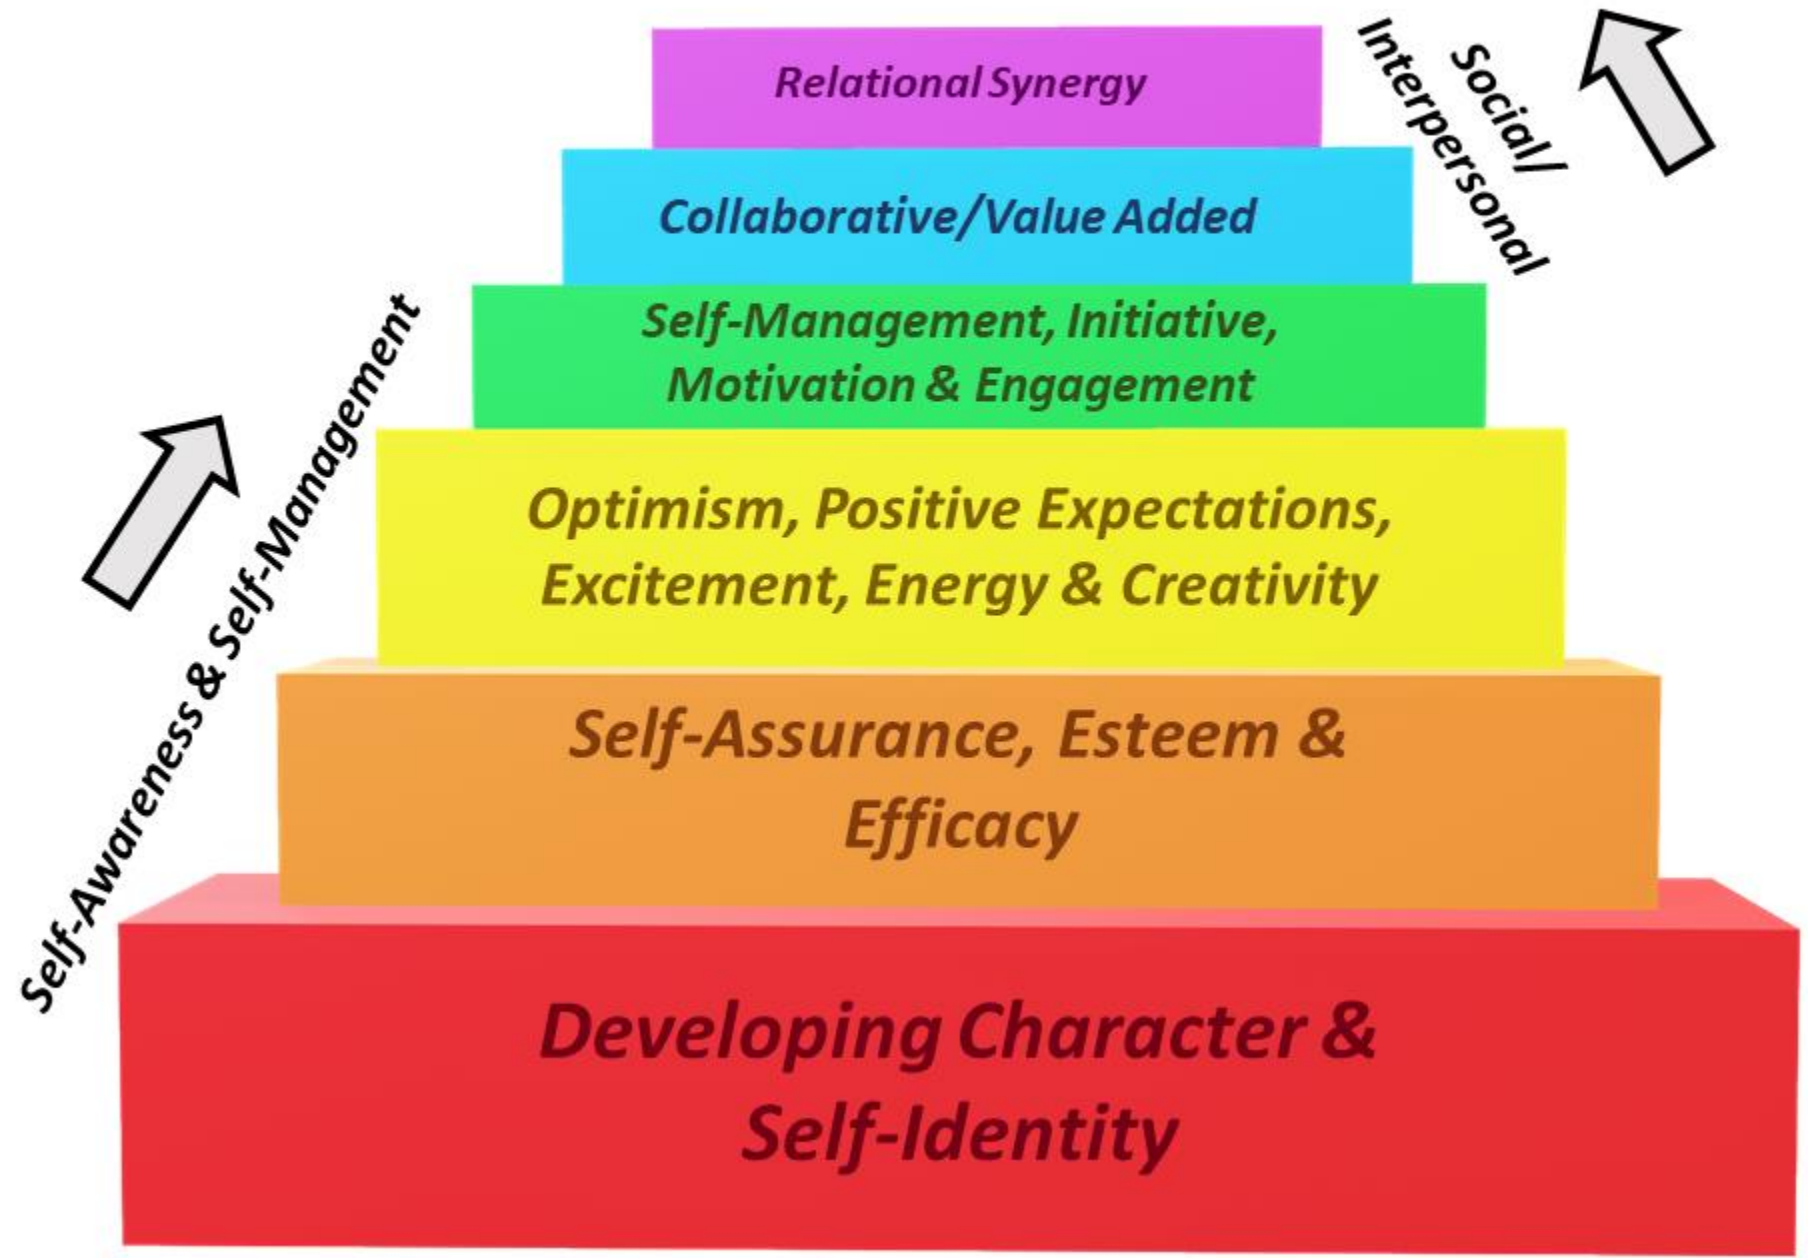 Relational Synergy
Social/
Interpersonal
Collaborative/Value Added
Self-Management, Initiative,
Motivation & Engagement
Self-Awareness & Self-Management
Optimism, Positive Expectations,
Excitement, Energy & Creativity
Self-Assurance, Esteem &
Efficacy
Developing Character &
Self-Identity